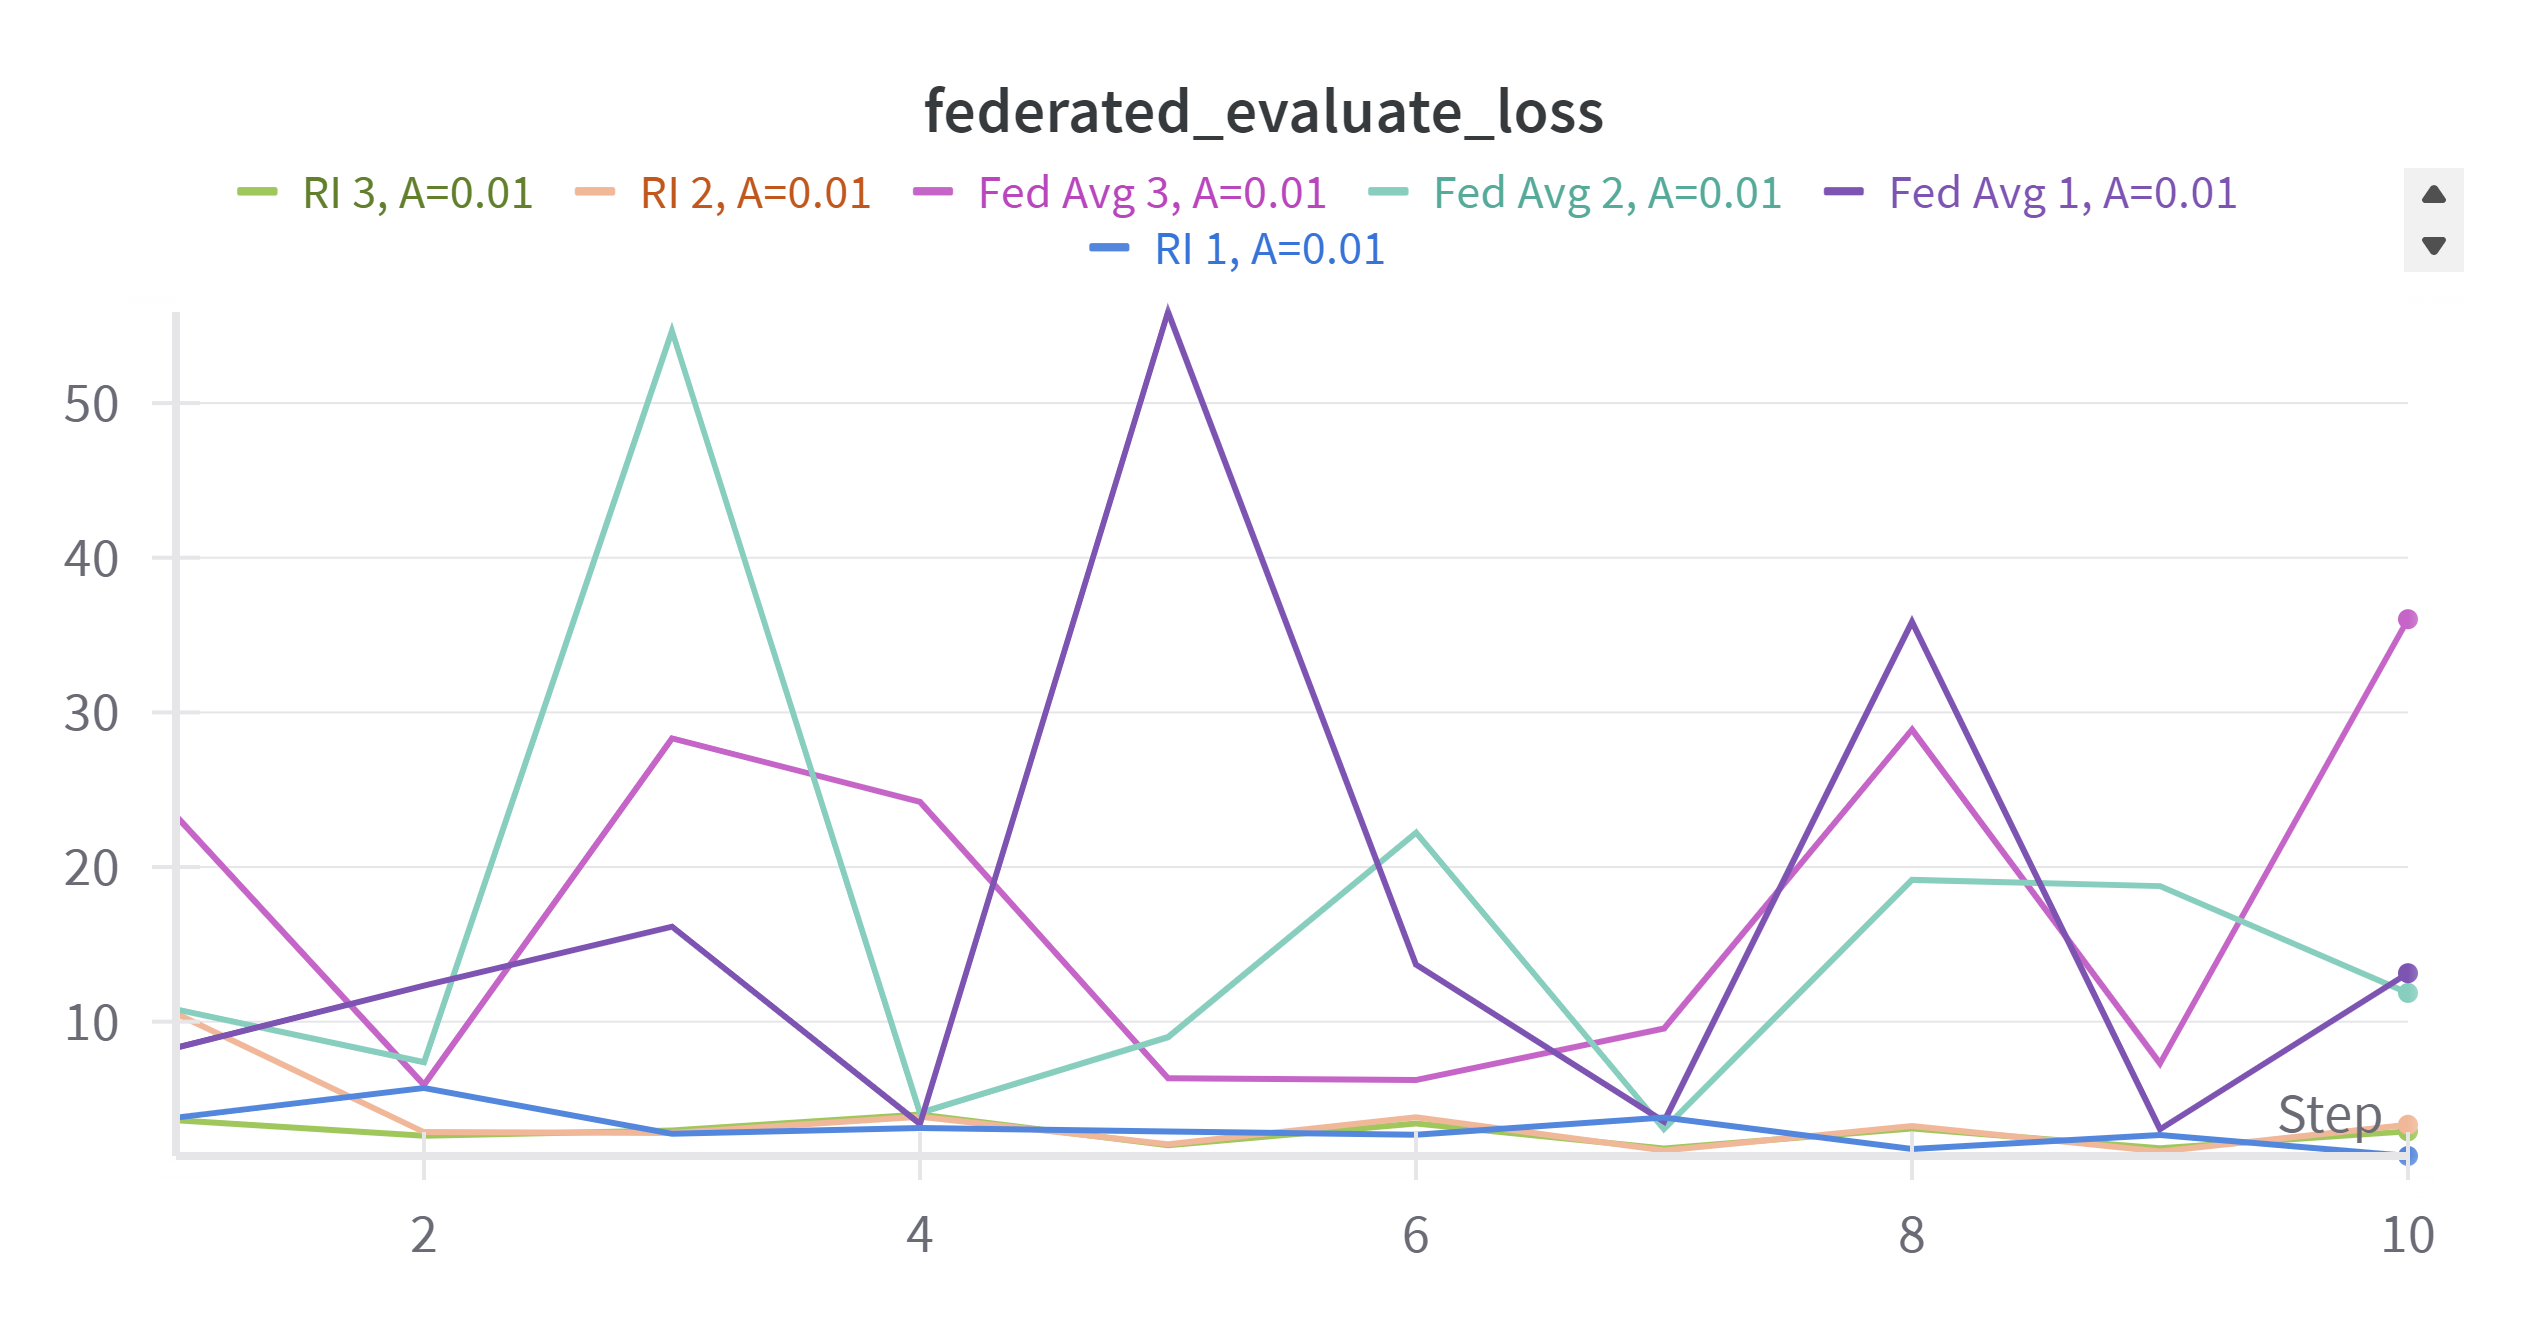 federated_evaluate_loss
RI 3, A=0.01 RI 2, A=0.01 Fed Avg 3, A=0.01 Fed Avg 2, A=0.01 Fed Avg 1, A=0.01
RI 1, A=0.01
50
40
30
20
10
Step
2 4 6 8 10